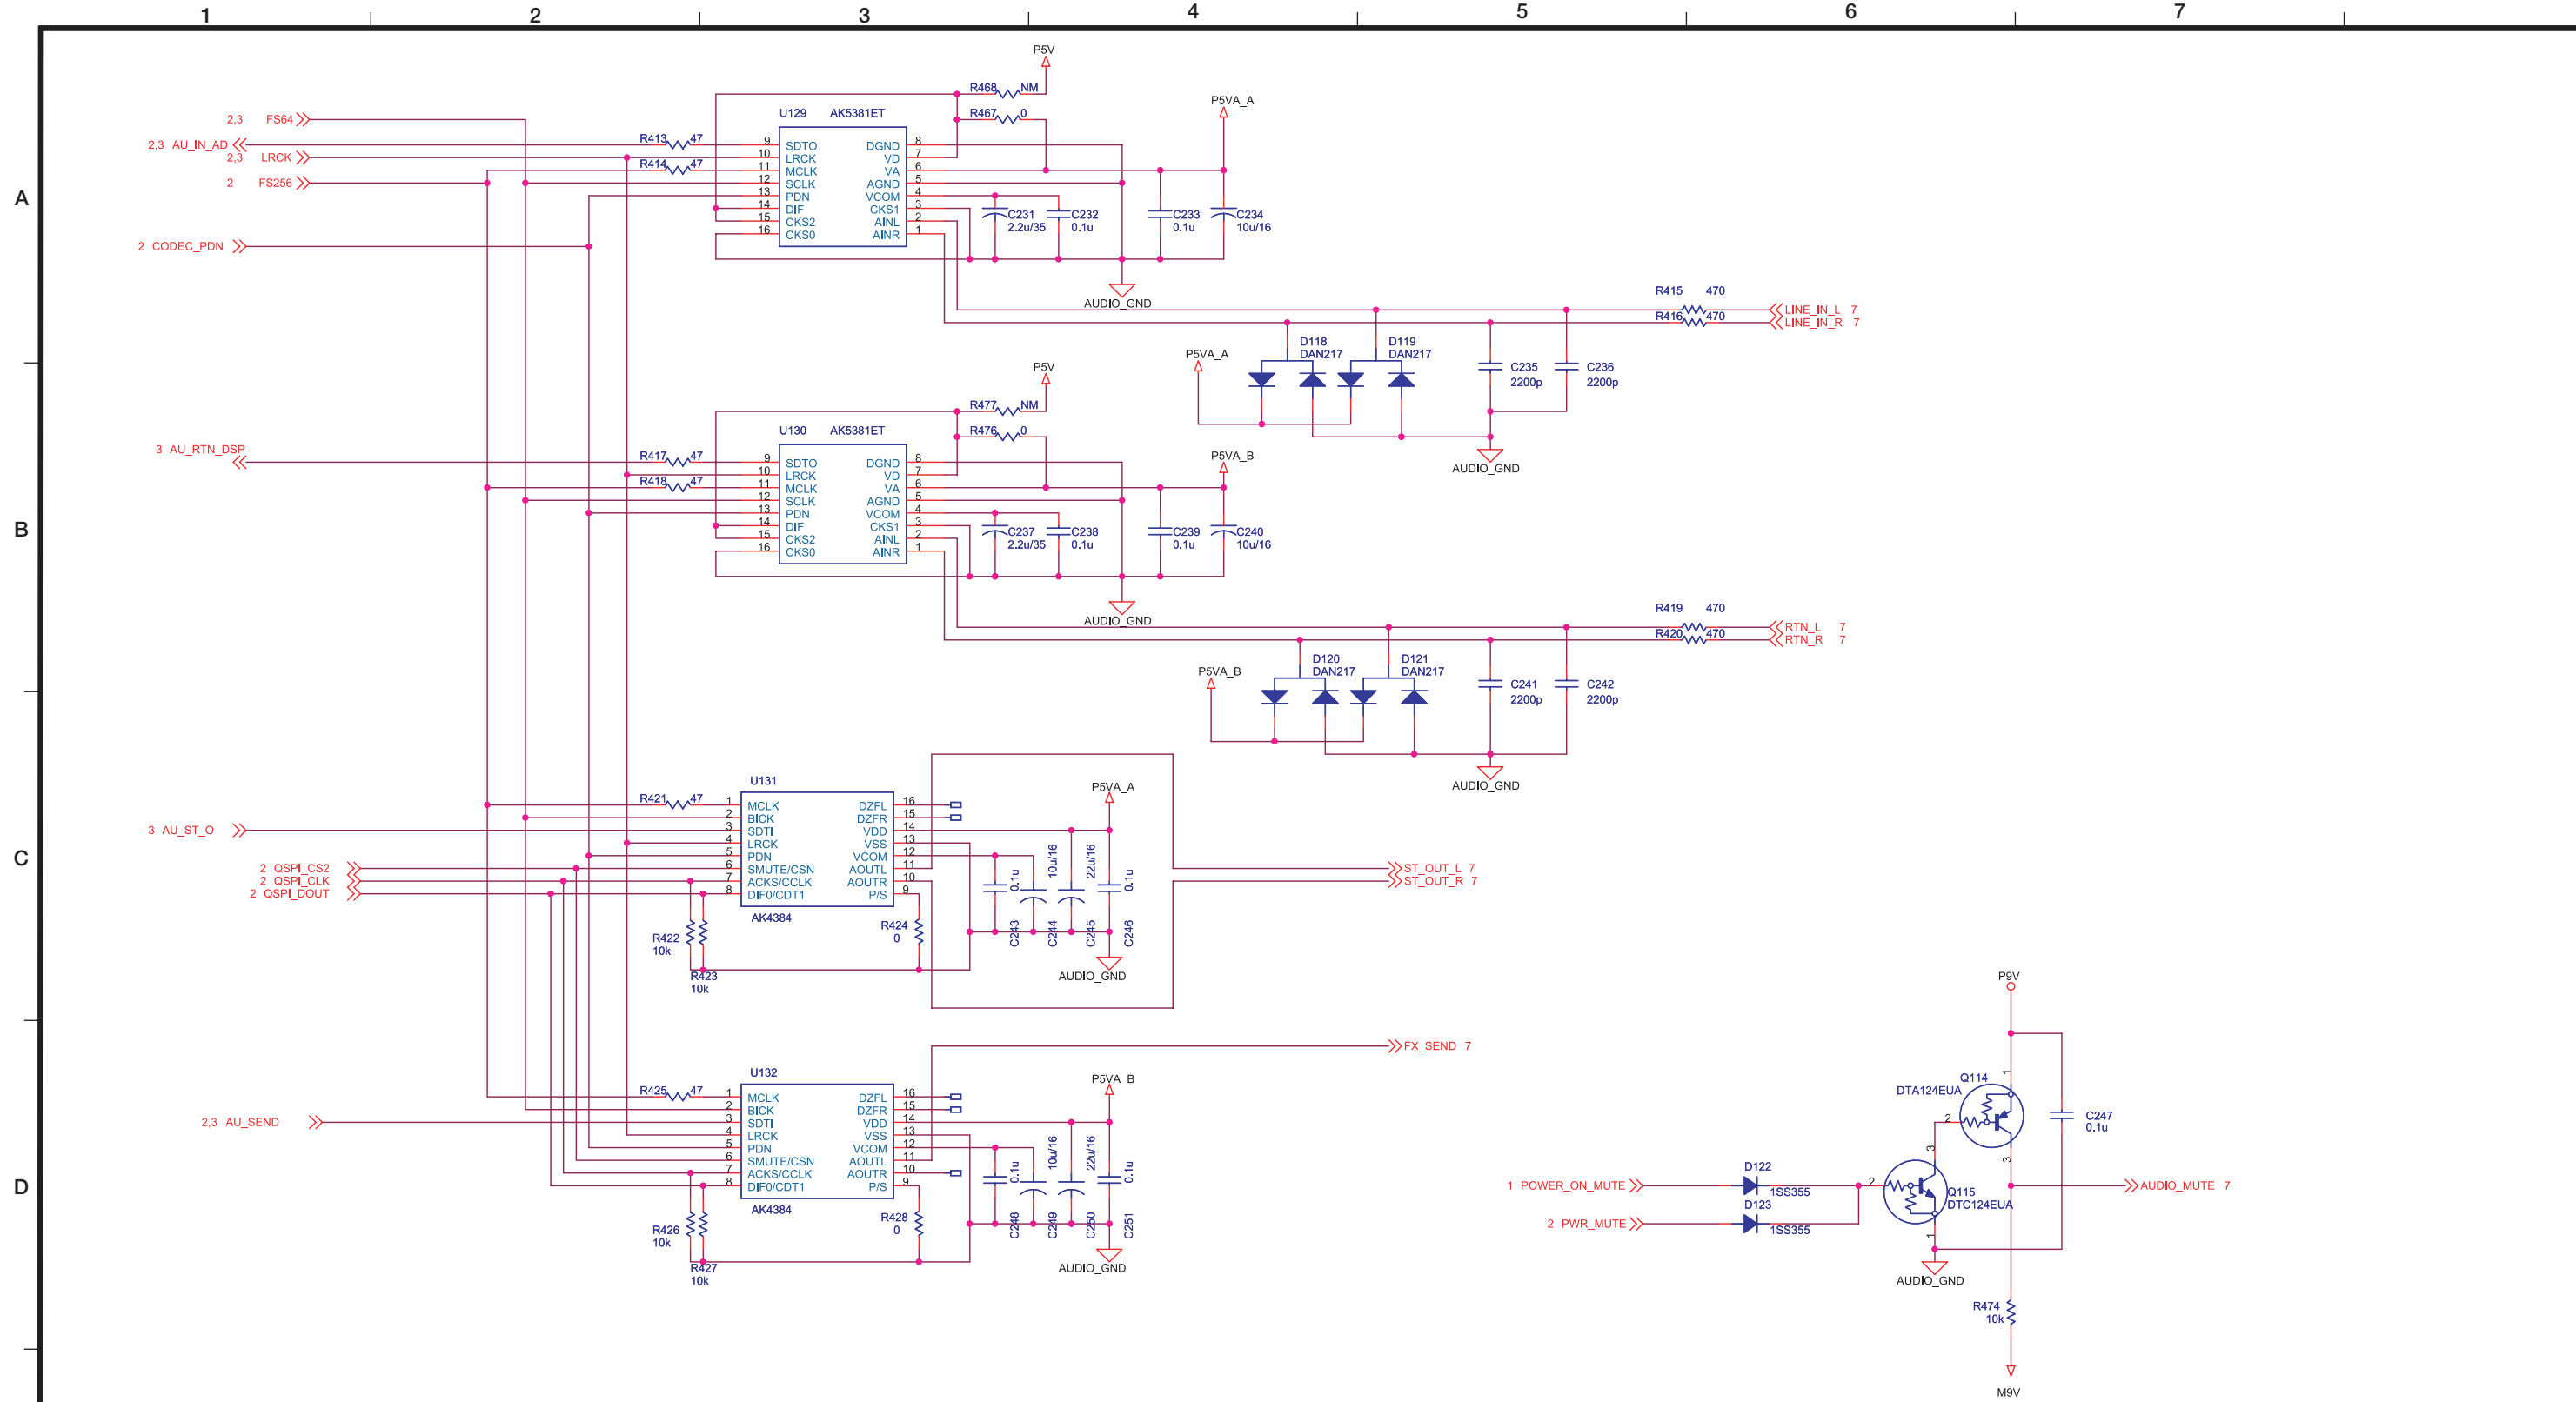 1 2 3 4 5 6 7
A
B
C
D
2,3 FS64
2,3 AU_IN_AD
2,3 LRCK
2 FS256
2 CODEC_PDN
R413 47
R414 47
U129 AK5381ET
9 SDTO
10 LRCK
11 MCLK
12 SCLK
13 PDN
14 DIF
15 CKS2
16 CKS0
DGND 8
VD 7
VA 6
AGND 5
VCOM 4
CKS1 3
AINL 2
AINR 1
P5V
R468 NM
R467 0
P5VA_A
C231
2.2u/35
C232
0.1u
C233
0.1u
C234
10u/16
AUDIO_GND
R415 470
R416 470
LINE_IN_L 7
LINE_IN_R 7
P5VA_A
D118
DAN217
D119
DAN217
C235
2200p
C236
2200p
AUDIO_GND
3 AU_RTN_DSP
R417 47
R418 47
U130 AK5381ET
9 SDTO
10 LRCK
11 MCLK
12 SCLK
13 PDN
14 DIF
15 CKS2
16 CKS0
DGND 8
VD 7
VA 6
AGND 5
VCOM 4
CKS1 3
AINL 2
AINR 1
P5V
R477 NM
R476 0
P5VA_B
C237
2.2u/35
C238
0.1u
C239
0.1u
C240
10u/16
AUDIO_GND
R419 470
R420 470
RTN_L 7
RTN_R 7
P5VA_B
D120
DAN217
D121
DAN217
C241
2200p
C242
2200p
AUDIO_GND
3 AU_ST_O
2 QSPI_CS2
2 QSPI_CLK
2 QSPI_DOUT
R421 47
U131
1 MCLK
2 BICK
3 SDTI
4 LRCK
5 PDN
6 SMUTE/CSN
7 ACKS/CCLK
8 DIF0/CDT1
DZFL 16
DZFR 15
VDD 14
VSS 13
VCOM 12
AOUTL 11
AOUTR 10
P/S 9
AK4384
R422
10k
R423
10k
R424
0
P5VA_A
0.1u
10u/16
22u/16
0.1u
C243
C244
C245
C246
AUDIO_GND
ST_OUT_L 7
ST_OUT_R 7
FX_SEND 7
2,3 AU_SEND
R425 47
U132
1 MCLK
2 BICK
3 SDTI
4 LRCK
5 PDN
6 SMUTE/CSN
7 ACKS/CCLK
8 DIF0/CDT1
DZFL 16
DZFR 15
VDD 14
VSS 13
VCOM 12
AOUTL 11
AOUTR 10
P/S 9
AK4384
R426
10k
R427
10k
R428
0
P5VA_B
0.1u
10u/16
22u/16
0.1u
C248
C249
C250
C251
AUDIO_GND
P9V
Q114
DTA124EUA
1
2
3
C247
0.1u
1 POWER_ON_MUTE
2 PWR_MUTE
D122
1SS355
D123
1SS355
3
2
1
Q115
DTC124EUA
AUDIO_GND
AUDIO_MUTE 7
R474
10k
M9V